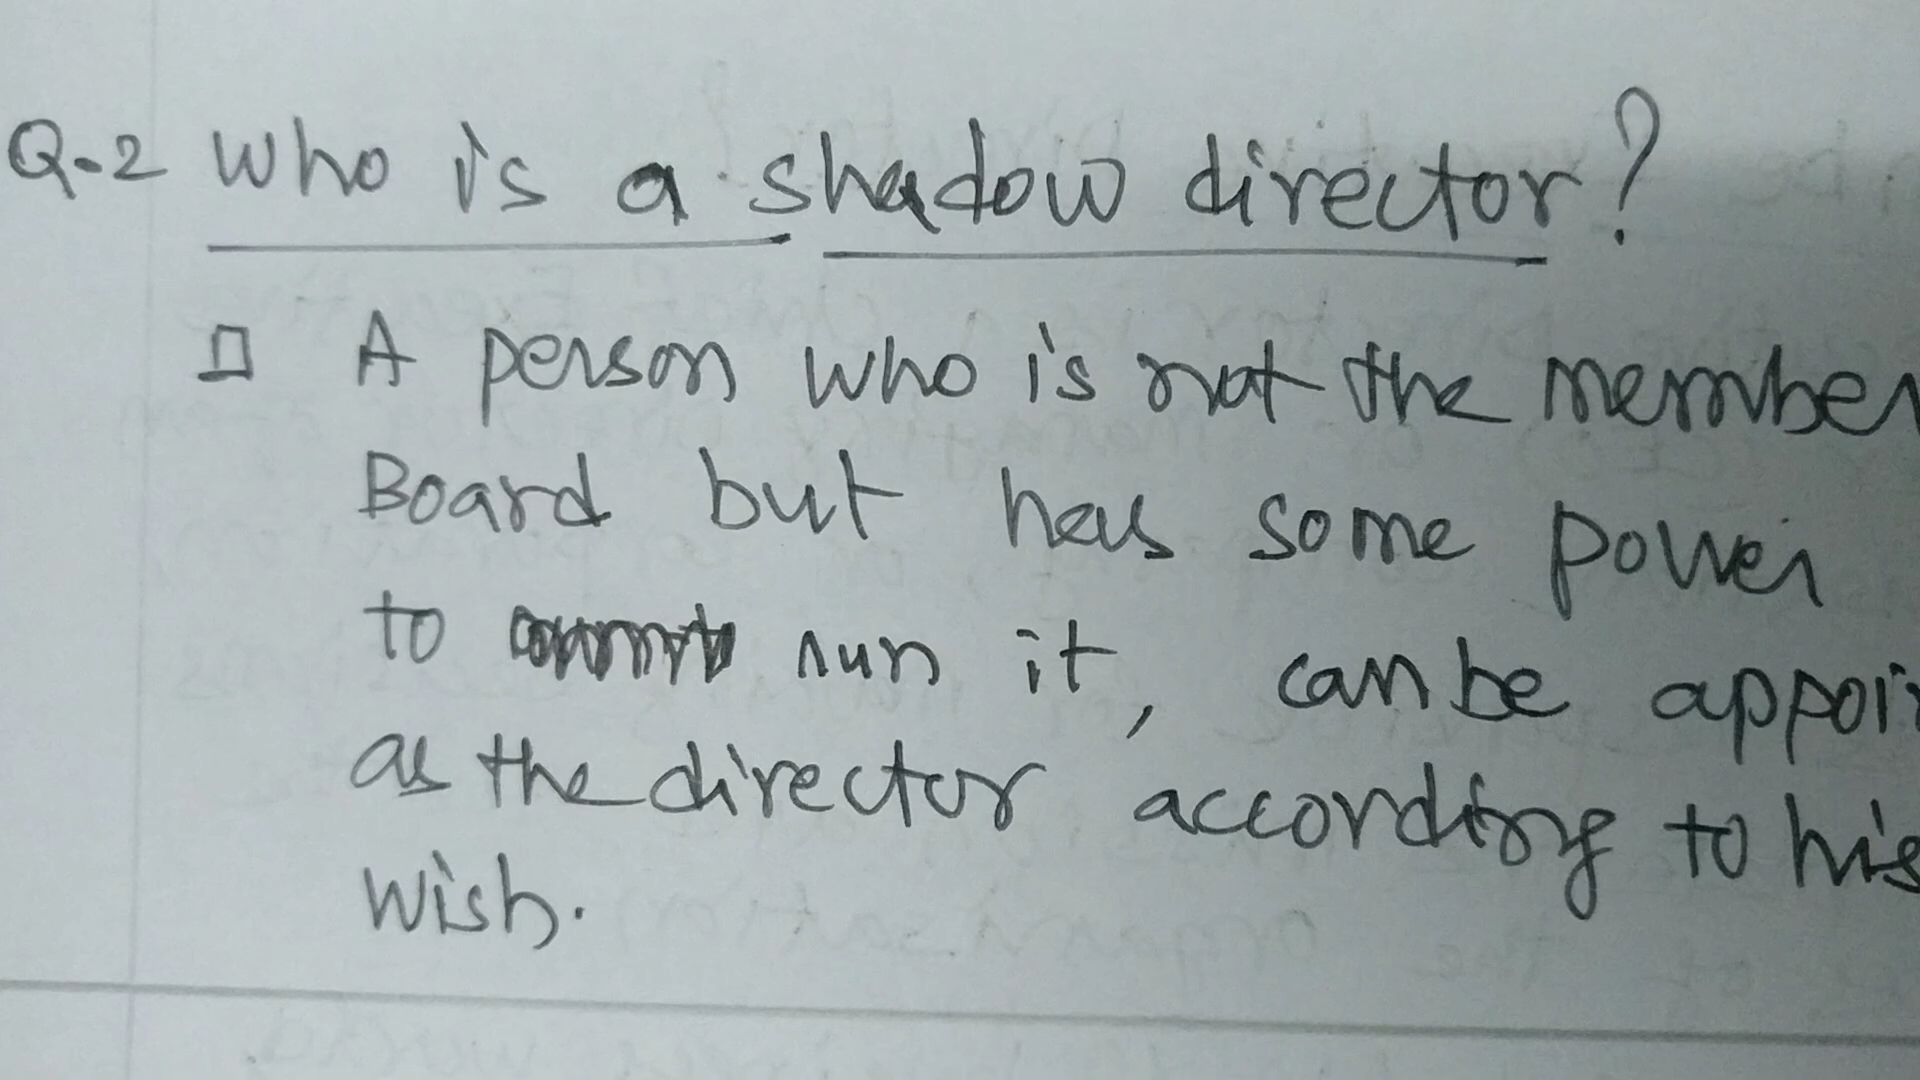 Q.2 Who is a shadow director?
□ A person who is not the member
Board but has some power
to run it, can be appoin
as the director according to his
wish.